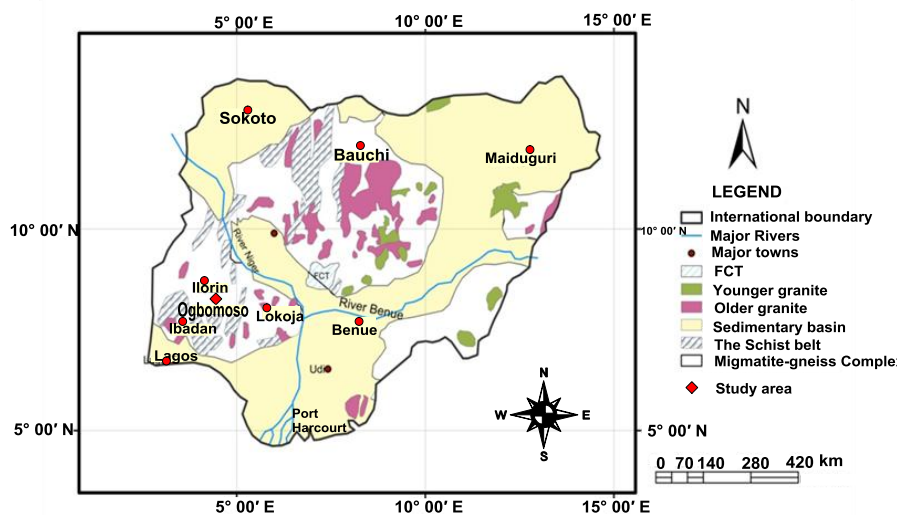 5° 00′ E 10° 00′ E 15° 00′ E
Sokoto
Bauchi
Maiduguri
N
LEGEND
10° 00′ N
10° 00′ N
International boundary
Major Rivers
Major towns
FCT
Younger granite
Older granite
Sedimentary basin
The Schist belt
Migmatite-gneiss Comple
Study area
River Niger
FCT
Ilorin
Ogbomoso
Lokoja
River Benue
Ibadan
Benue
Lagos
Udi
Port
Harcourt
N
W E
S
5° 00′ N
5° 00′ N
0 70 140 280 420 km
5° 00′ E 10° 00′ E 15° 00′ E